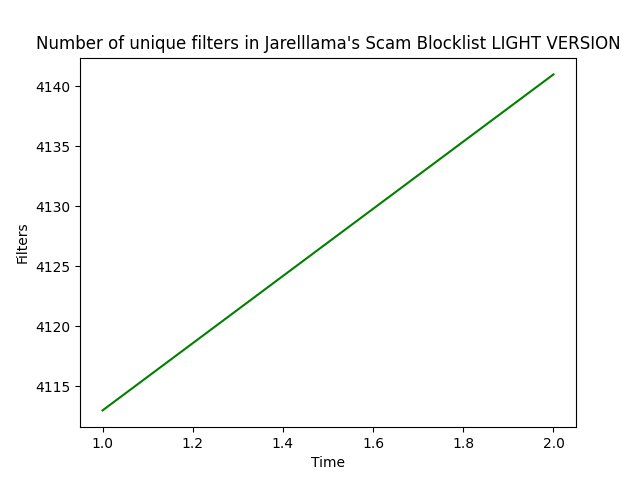 Number of unique filters in Jarelllama's Scam Blocklist LIGHT VERSION
4140
4135
4130
4125
4120
4115
Filters
1.0 1.2 1.4 1.6 1.8 2.0
Time